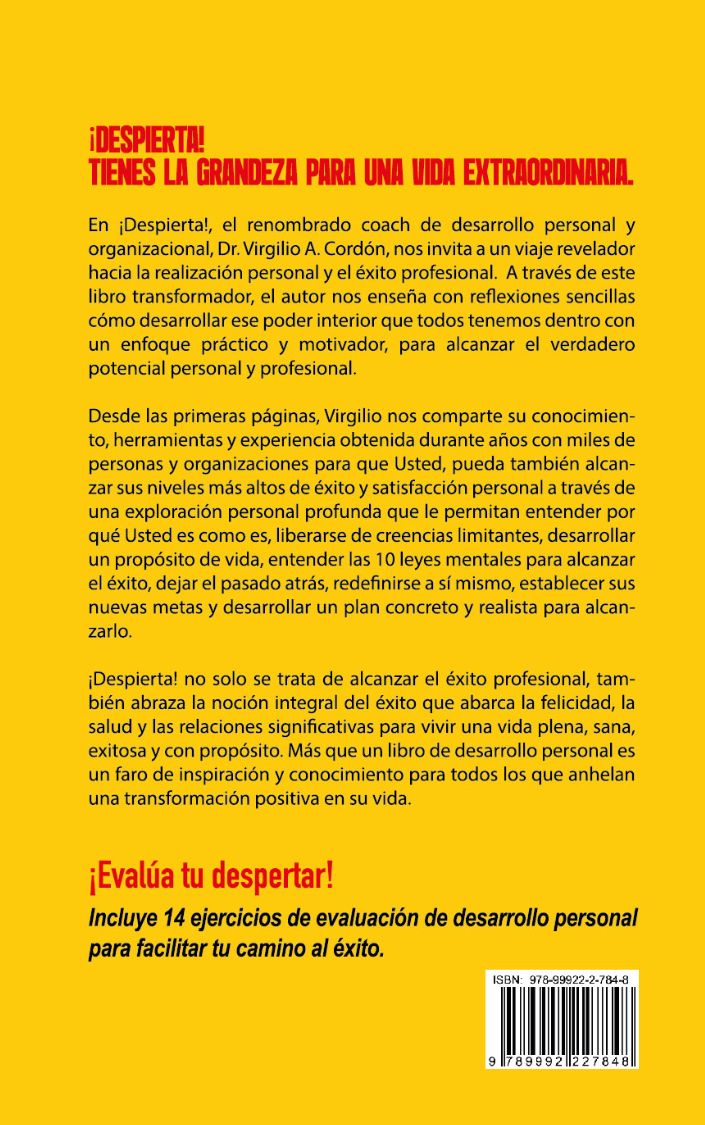 ¡DESPIERTA!
TIENES LA GRANDEZA PARA UNA VIDA EXTRAORDINARIA.
En ¡Despierta!, el renombrado coach de desarrollo personal y
organizacional, Dr. Virgilio A. Cordón, nos invita a un viaje revelador
hacia la realización personal y el éxito profesional. A través de este
libro transformador, el autor nos enseña con reflexiones sencillas
cómo desarrollar ese poder interior que todos tenemos dentro con
un enfoque práctico y motivador, para alcanzar el verdadero
potencial personal y profesional.
Desde las primeras páginas, Virgilio nos comparte su conocimien-
to, herramientas y experiencia obtenida durante años con miles de
personas y organizaciones para que Usted, pueda también alcan-
zar sus niveles más altos de éxito y satisfacción personal a través de
una exploración personal profunda que le permitan entender por
qué Usted es como es, liberarse de creencias limitantes, desarrollar
un propósito de vida, entender las 10 leyes mentales para alcanzar
el éxito, dejar el pasado atrás, redefinirse a sí mismo, establecer sus
nuevas metas y desarrollar un plan concreto y realista para alcan-
zarlo.
¡Despierta! no solo se trata de alcanzar el éxito profesional, tam-
bién abraza la noción integral del éxito que abarca la felicidad, la
salud y las relaciones significativas para vivir una vida plena, sana,
exitosa y con propósito. Más que un libro de desarrollo personal es
un faro de inspiración y conocimiento para todos los que anhelan
una transformación positiva en su vida.
¡Evalúa tu despertar!
Incluye 14 ejercicios de evaluación de desarrollo personal
para facilitar tu camino al éxito.
ISBN: 978-99922-2-784-8
9 789992 227848